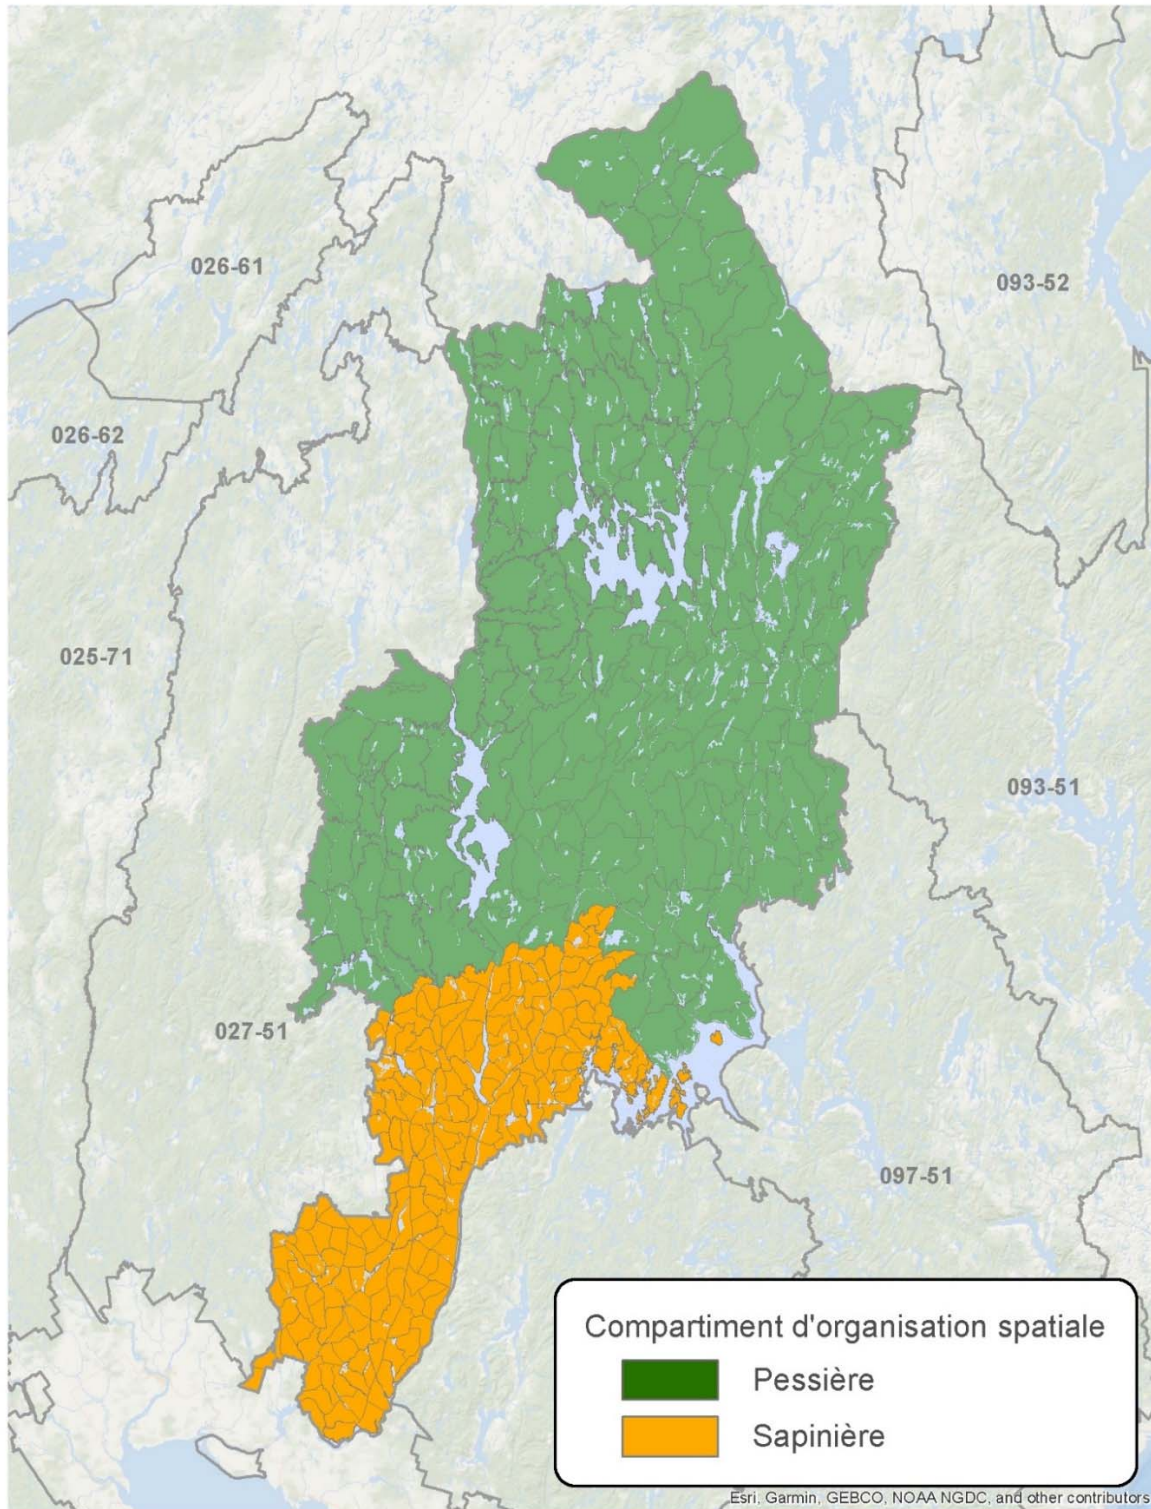 026-61
093-52
026-62
025-71
093-51
027-51
097-51
Compartiment d'organisation spatiale
Pessière
Sapinière
Esri, Garmin, GEBCO, NOAA NGDC, and other contributors